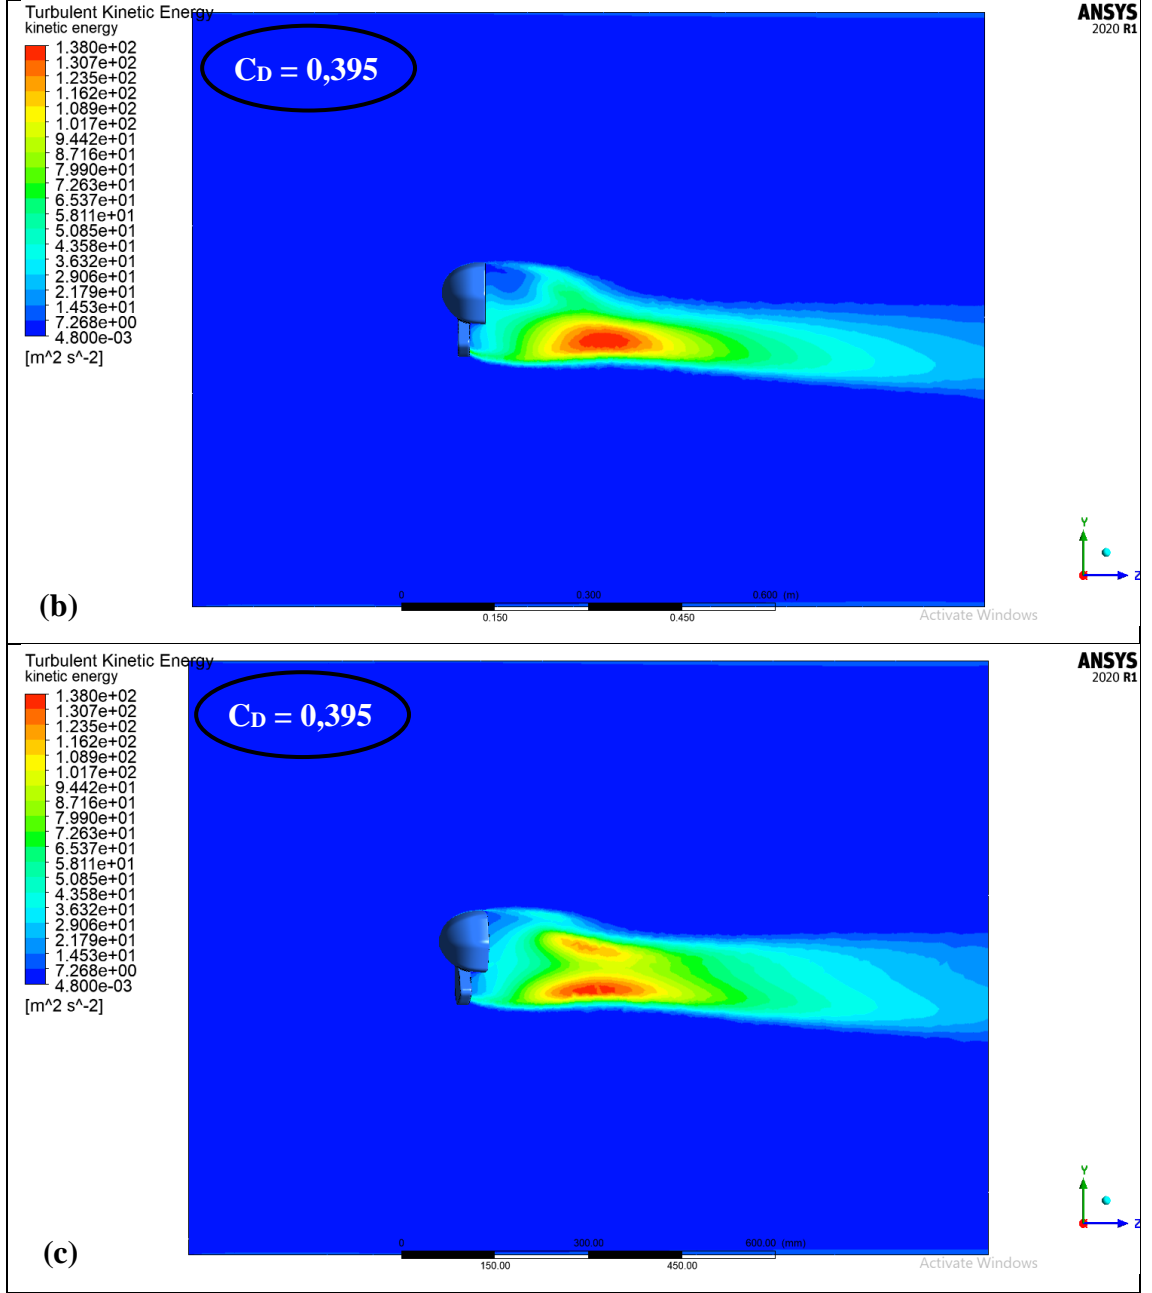 Turbulent Kinetic Energy
kinetic energy
1.380e+02
1.307e+02
1.235e+02
1.162e+02
1.089e+02
1.017e+02
9.442e+01
8.716e+01
7.990e+01
7.263e+01
6.537e+01
5.811e+01
5.085e+01
4.358e+01
3.632e+01
2.906e+01
2.179e+01
1.453e+01
7.268e+00
4.800e-03
[m^2 s^-2]
CD = 0,395
ANSYS
2020 R1
Y
Z
0 0.300 0.600 (m)
0.150 0.450
Activate Windows
(b)
Turbulent Kinetic Energy
kinetic energy
1.380e+02
1.307e+02
1.235e+02
1.162e+02
1.089e+02
1.017e+02
9.442e+01
8.716e+01
7.990e+01
7.263e+01
6.537e+01
5.811e+01
5.085e+01
4.358e+01
3.632e+01
2.906e+01
2.179e+01
1.453e+01
7.268e+00
4.800e-03
[m^2 s^-2]
CD = 0,395
ANSYS
2020 R1
Y
Z
0 300.00 600.00 (mm)
150.00 450.00
Activate Windows
(c)